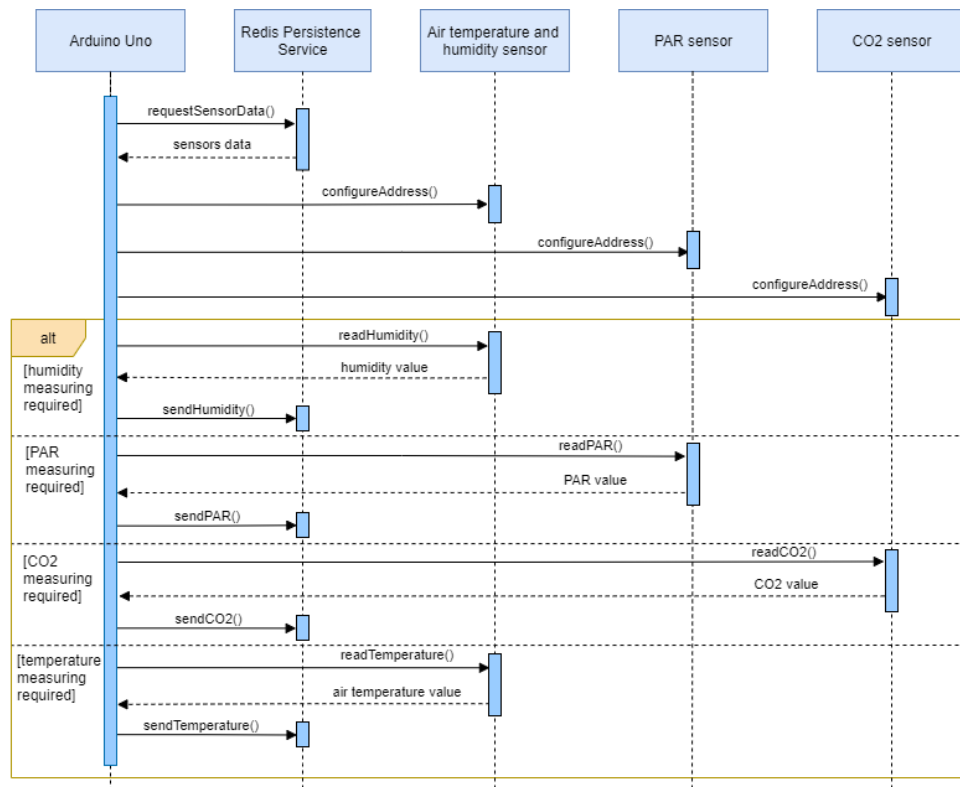 Arduino Uno
Redis Persistence
Service
Air temperature and
humidity sensor
PAR sensor
CO2 sensor
requestSensorData()
sensors data
configureAddress()
configureAddress()
configureAddress()
alt
readHumidity()
[humidity
measuring
required]
humidity value
sendHumidity()
[PAR
measuring
required]
readPAR()
PAR value
sendPAR()
[CO2
measuring
required]
readCO2()
CO2 value
sendCO2()
[temperature
measuring
required]
readTemperature()
air temperature value
sendTemperature()